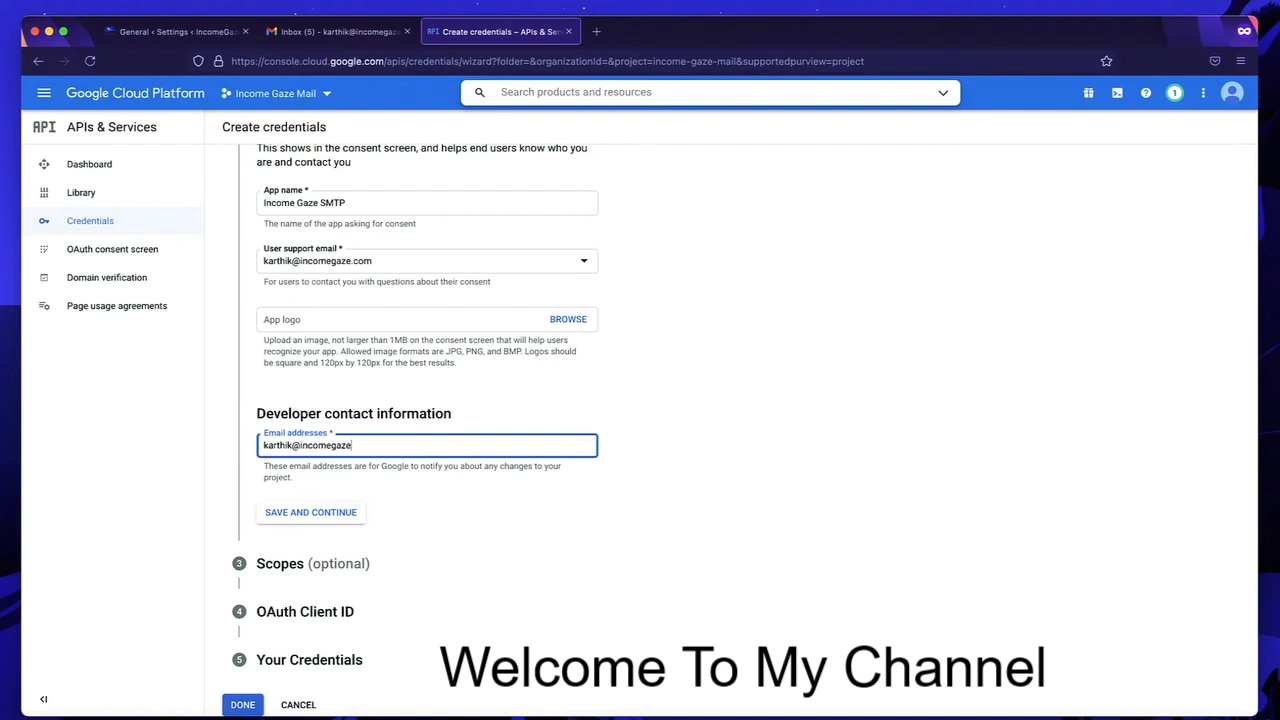 General ‹ Settings ‹ IncomeGaz
Inbox (5) - karthik@incomegaze.
API Create credentials – APIs & Serv
https://console.cloud.google.com/apis/credentials/wizard?folder=&organizationId=&project=income-gaze-mail&supportedpurview=project
Google Cloud Platform
Income Gaze Mail
Search products and resources
1
API APIs & Services
Create credentials
Dashboard
Library
Credentials
OAuth consent screen
Domain verification
Page usage agreements
This shows in the consent screen, and helps end users know who you
are and contact you
App name *
Income Gaze SMTP
The name of the app asking for consent
User support email *
karthik@incomegaze.com
For users to contact you with questions about their consent
App logo
BROWSE
Upload an image, not larger than 1MB on the consent screen that will help users
recognize your app. Allowed image formats are JPG, PNG, and BMP. Logos should
be square and 120px by 120px for the best results.
Developer contact information
Email addresses *
karthik@incomegaze
These email addresses are for Google to notify you about any changes to your
project.
SAVE AND CONTINUE
3 Scopes (optional)
4 OAuth Client ID
5 Your Credentials
DONE
CANCEL
Welcome To My Channel